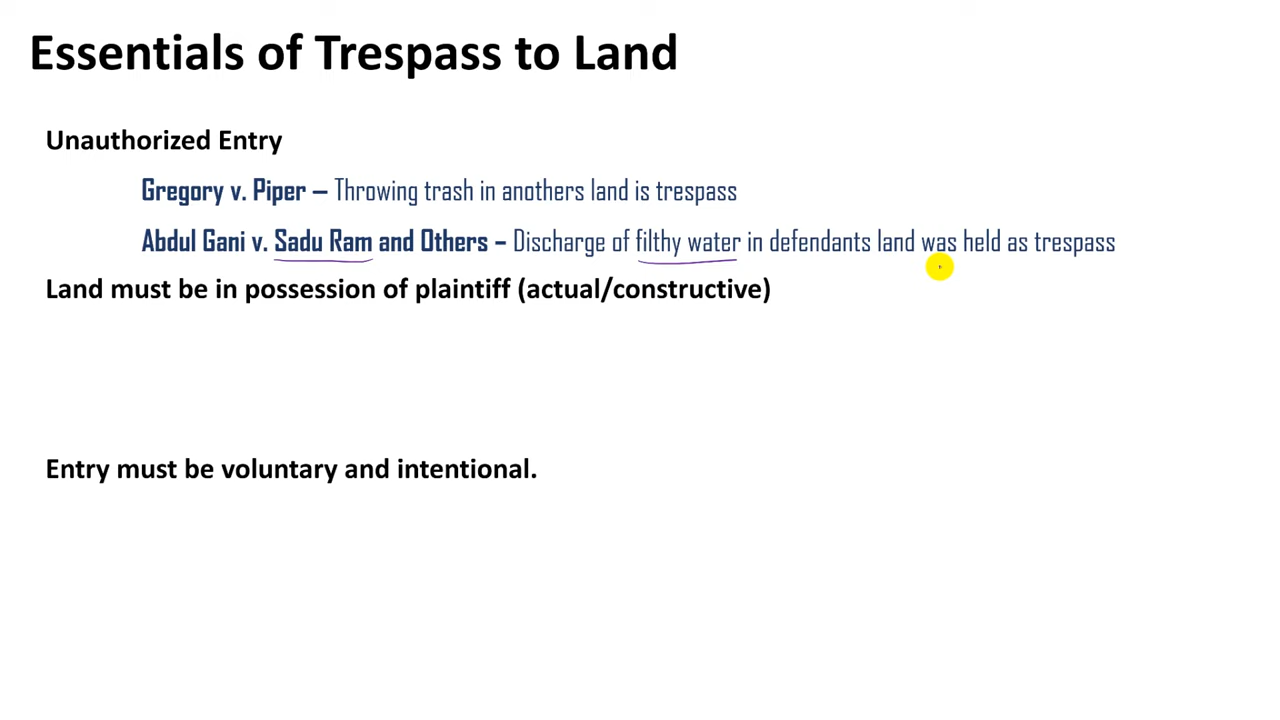 Essentials of Trespass to Land
Unauthorized Entry
Gregory v. Piper – Throwing trash in anothers land is trespass
Abdul Gani v. Sadu Ram and Others – Discharge of filthy water in defendants land was held as trespass
Land must be in possession of plaintiff (actual/constructive)
Entry must be voluntary and intentional.